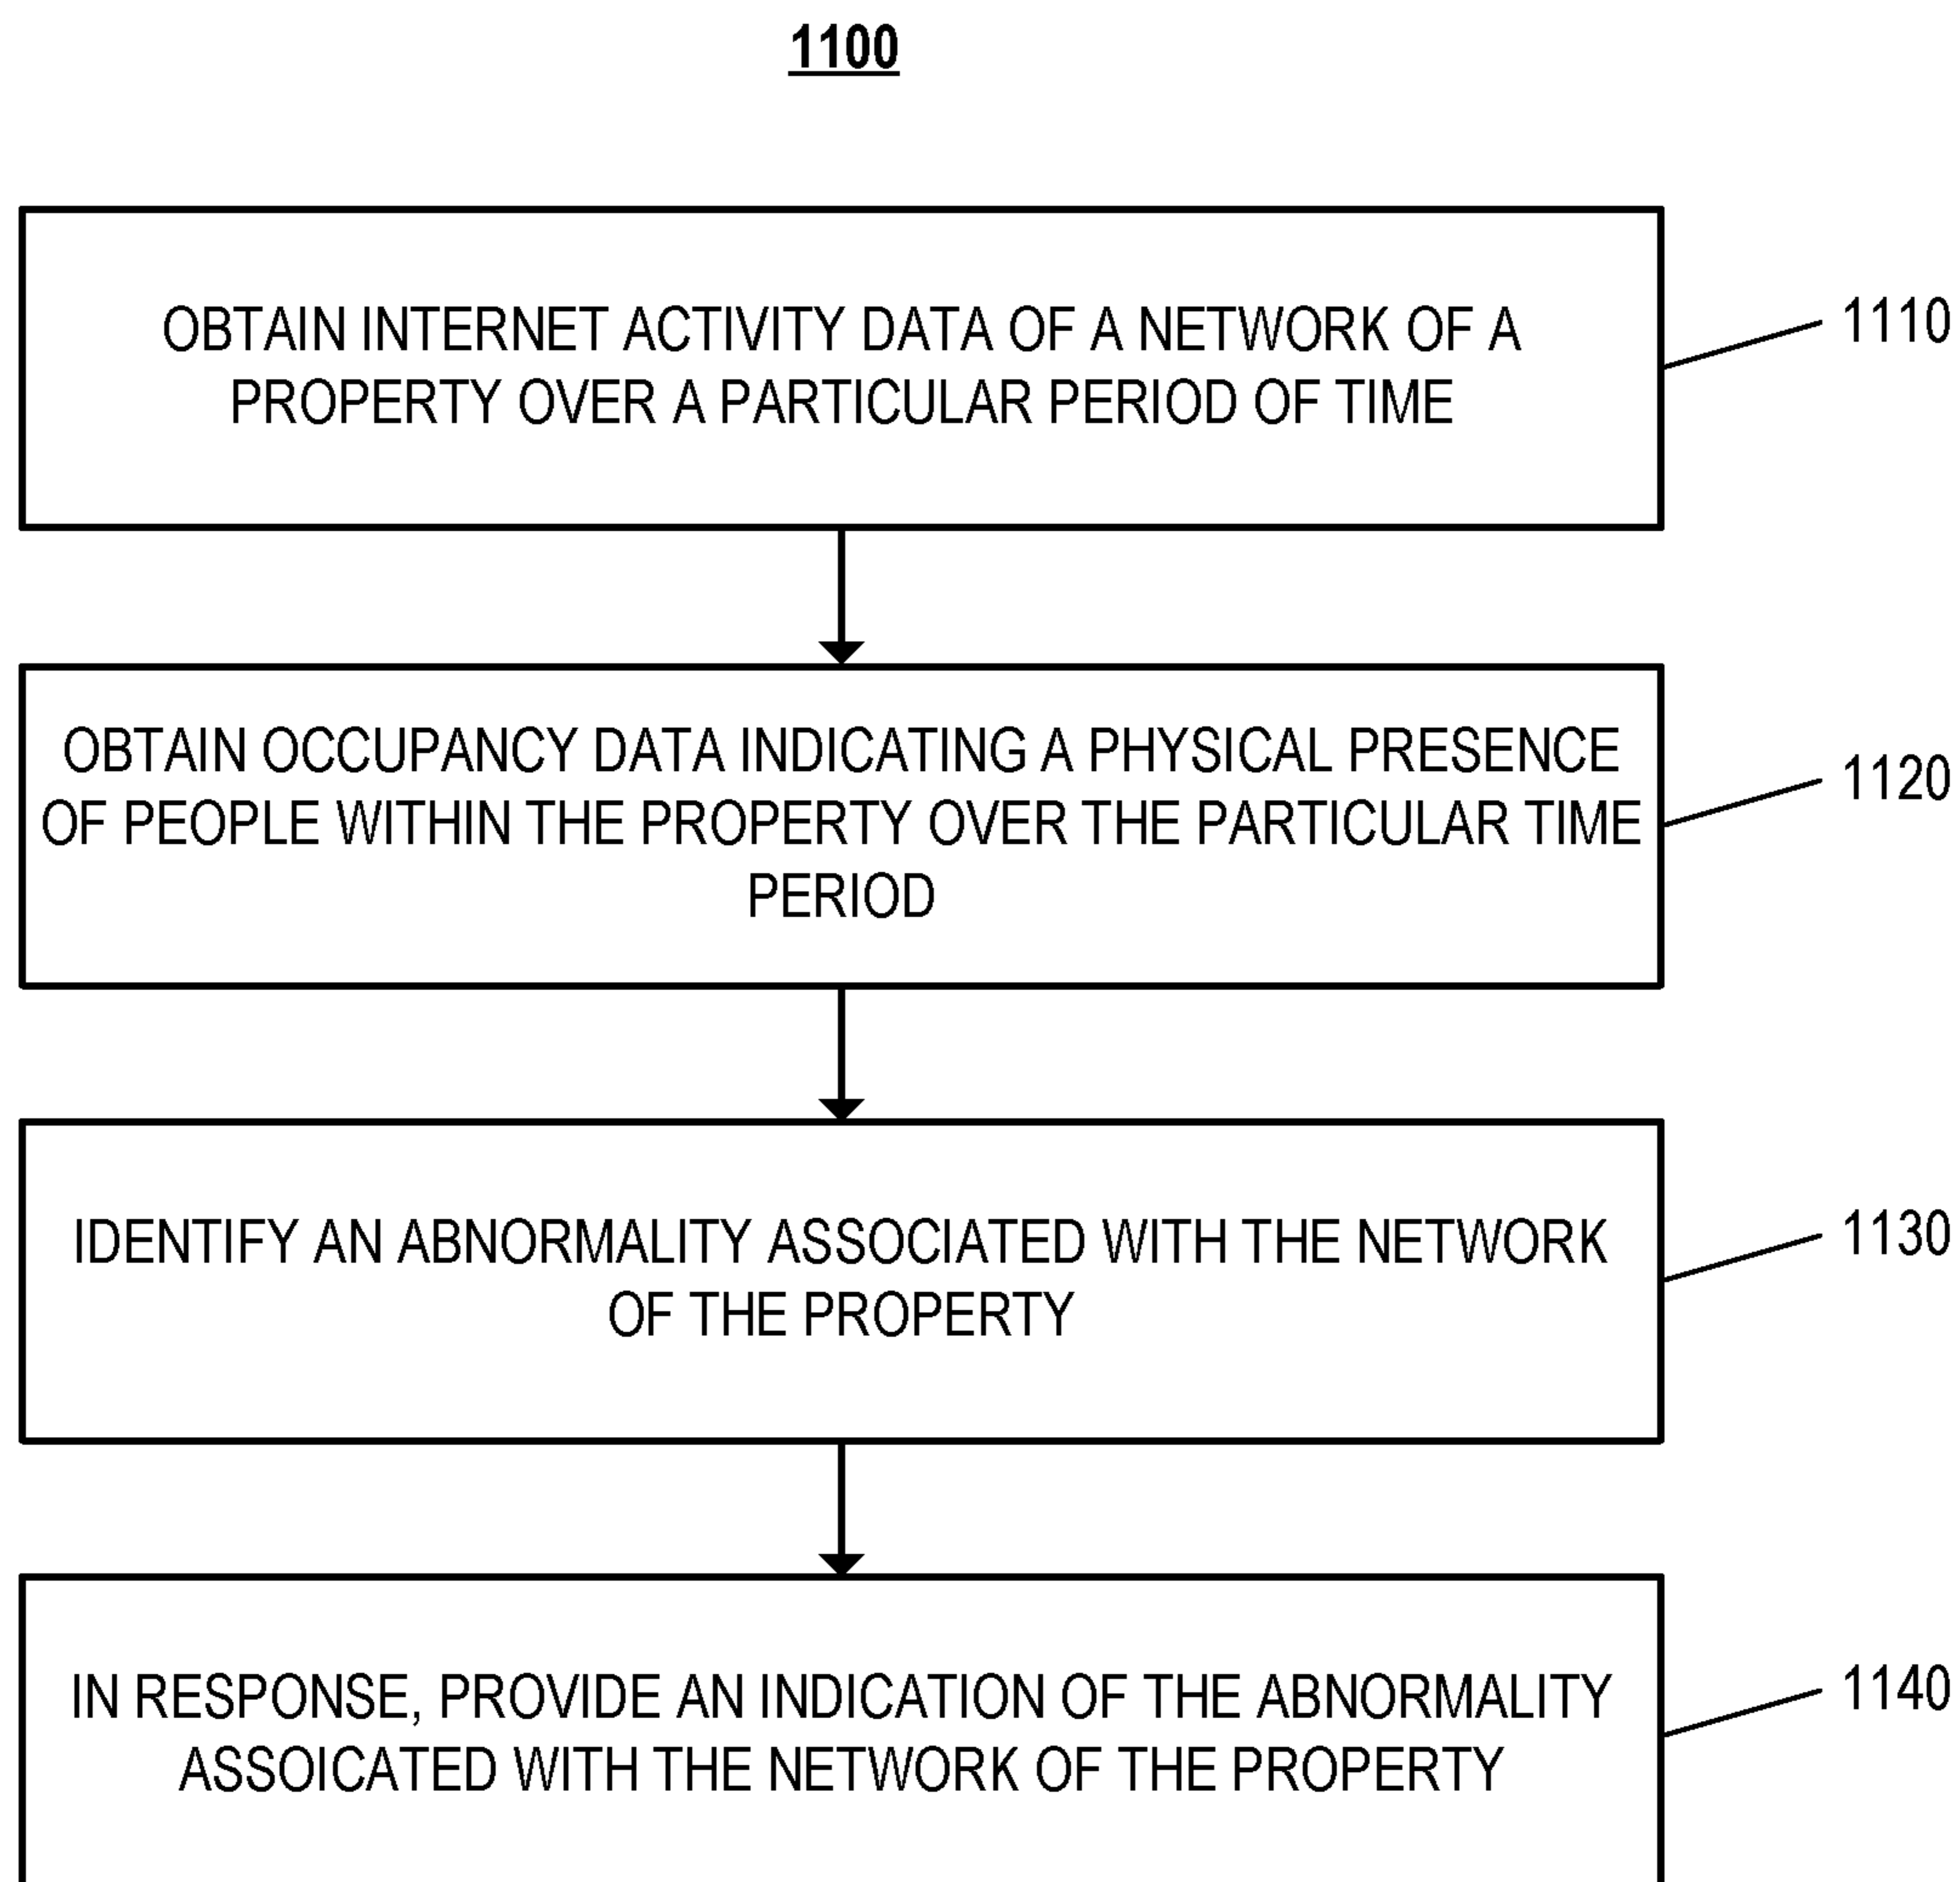 1100
OBTAIN INTERNET ACTIVITY DATA OF A NETWORK OF A
PROPERTY OVER A PARTICULAR PERIOD OF TIME
1110
OBTAIN OCCUPANCY DATA INDICATING A PHYSICAL PRESENCE
OF PEOPLE WITHIN THE PROPERTY OVER THE PARTICULAR TIME
PERIOD
1120
IDENTIFY AN ABNORMALITY ASSOCIATED WITH THE NETWORK
OF THE PROPERTY
1130
IN RESPONSE, PROVIDE AN INDICATION OF THE ABNORMALITY
ASSOICATED WITH THE NETWORK OF THE PROPERTY
1140